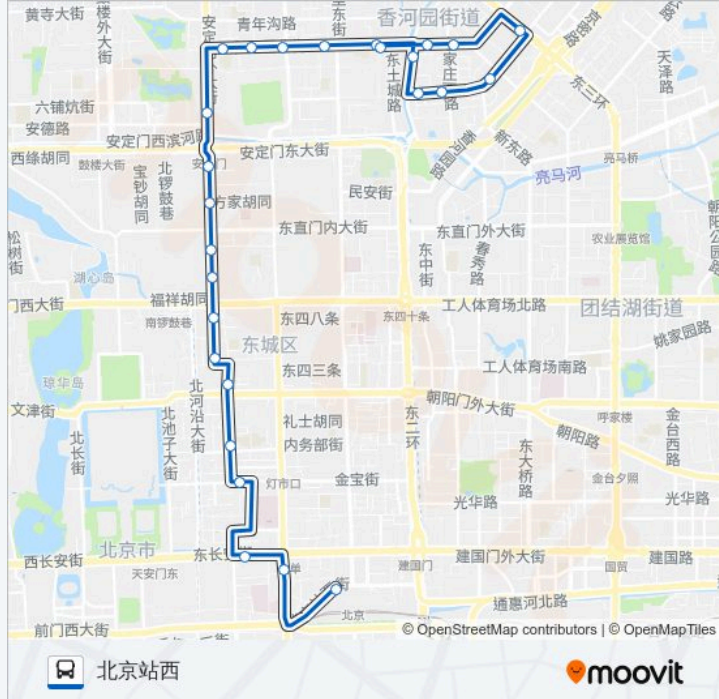 黄寺大街
青年沟路
香河园街道
京密路
天泽路
六铺炕街
安德路
东土城路
家庄
路
东三环
安定门西滨河路
安定门东大街
香河园路
新东路
西绦胡同
鼓楼大街
宝钞胡同
北锣鼓巷
亮马河
亮马桥
民安街
方家胡同
东直门内大街
东直门外大街
东中街
春秀路
农业展览馆
朝阳公园路
松树街
湖心岛
门西大街
福祥胡同
工人体育场北路
团结湖街道
南锣鼓巷
东四八条
东四十条
东城区
姚家园路
琼华岛
东四三条
工人体育场南路
文津街
北河沿大街
北池子大街
北长街
朝阳门外大街
礼士胡同
内务部街
东二环
呼家楼
朝阳路
金台西路
东大桥路
灯市口
金宝街
金台夕照
光华路
光华路
北京市
西长安街
东长安街
建国门外大街
建国路
天安门东
单
建国门
国贸
街
北京
通惠河北路
前门西大街
© OpenStreetMap contributors | © OpenMapTiles
北京站西
moovit